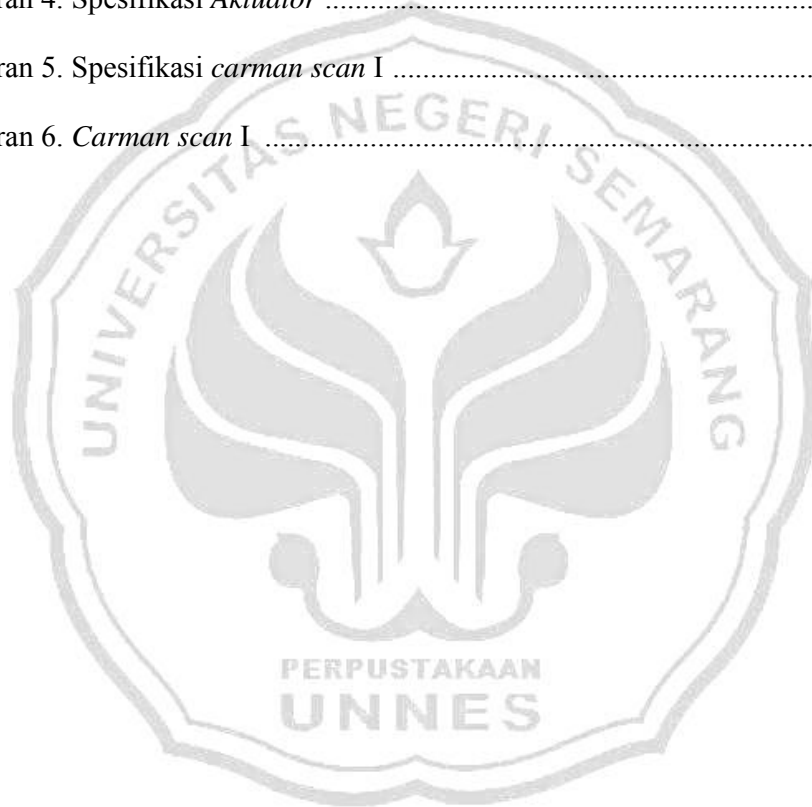 ran 4. Spesifikasi Aktuator ................................................................
ran 5. Spesifikasi carman scan I ........................................................
ran 6. Carman scan I ..........................................................................
UNIVERSITAS NEGERI SEMARANG
PERPUSTAKAAN
UNNES